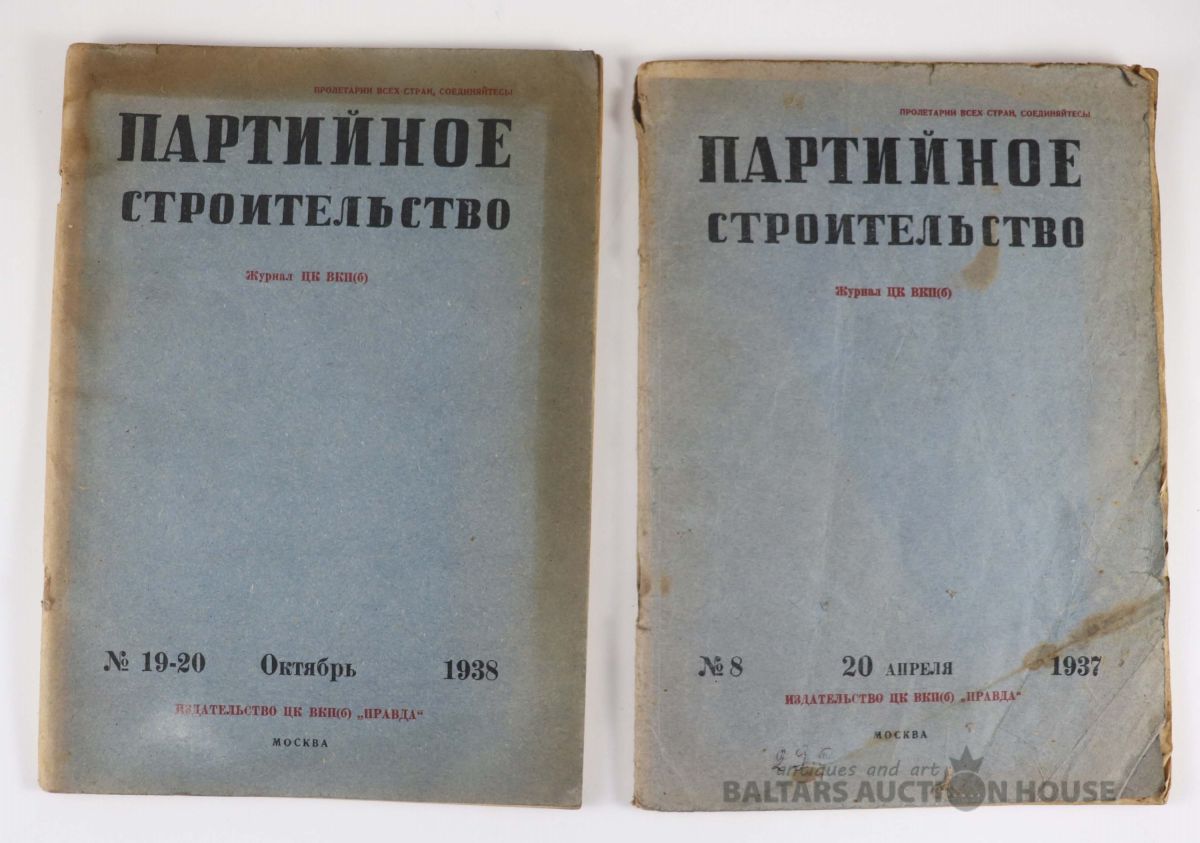 ПРОЛЕТАРИИ ВСЕХ СТРАН, СОЕДИНЯЙТЕСЬ
ПАРТИЙНОЕ
СТРОИТЕЛЬСТВО
Журнал ЦК ВКП(б)
№ 19-20 Октябрь 1938
ИЗДАТЕЛЬСТВО ЦК ВКП(б) „ПРАВДА“
МОСКВА
ПРОЛЕТАРИИ ВСЕХ СТРАН, СОЕДИНЯЙТЕСЬ
ПАРТИЙНОЕ
СТРОИТЕЛЬСТВО
Журнал ЦК ВКП(б)
№ 8 20 АПРЕЛЯ 1937
ИЗДАТЕЛЬСТВО ЦК ВКП(б) „ПРАВДА“
МОСКВА
antiques and art
BALTARS AUCTION HOUSE